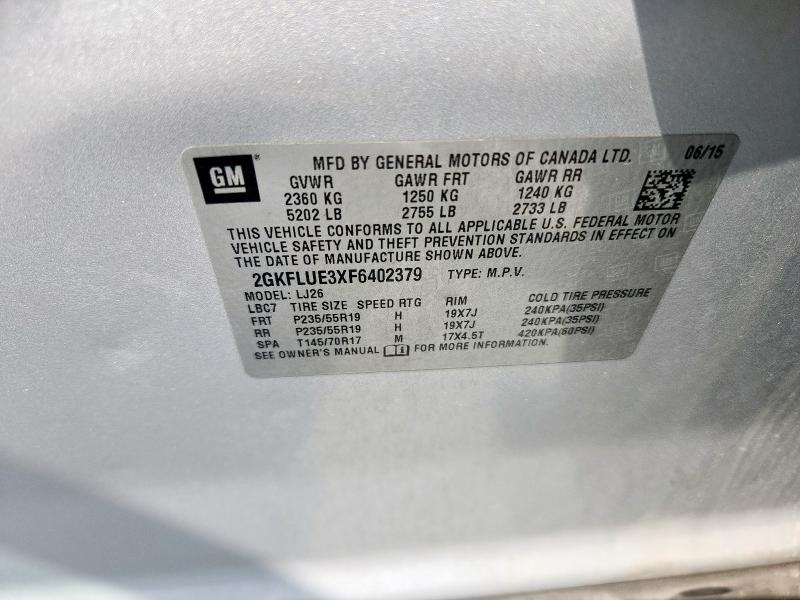 GM ® MFD BY GENERAL MOTORS OF CANADA LTD. 06/15
GVWR GAWR FRT GAWR RR
2360 KG 1250 KG 1240 KG
5202 LB 2755 LB 2733 LB
THIS VEHICLE CONFORMS TO ALL APPLICABLE U.S. FEDERAL MOTOR
VEHICLE SAFETY AND THEFT PREVENTION STANDARDS IN EFFECT ON
THE DATE OF MANUFACTURE SHOWN ABOVE.
2GKFLUE3XF6402379 TYPE: M.P.V.
MODEL: LJ26
LBC7 TIRE SIZE SPEED RTG RIM COLD TIRE PRESSURE
FRT P235/55R19 H 19X7J 240KPA(35PSI)
RR P235/55R19 H 19X7J 240KPA(35PSI)
SPA T145/70R17 M 17X4.5T 420KPA(60PSI)
SEE OWNER'S MANUAL FOR MORE INFORMATION.